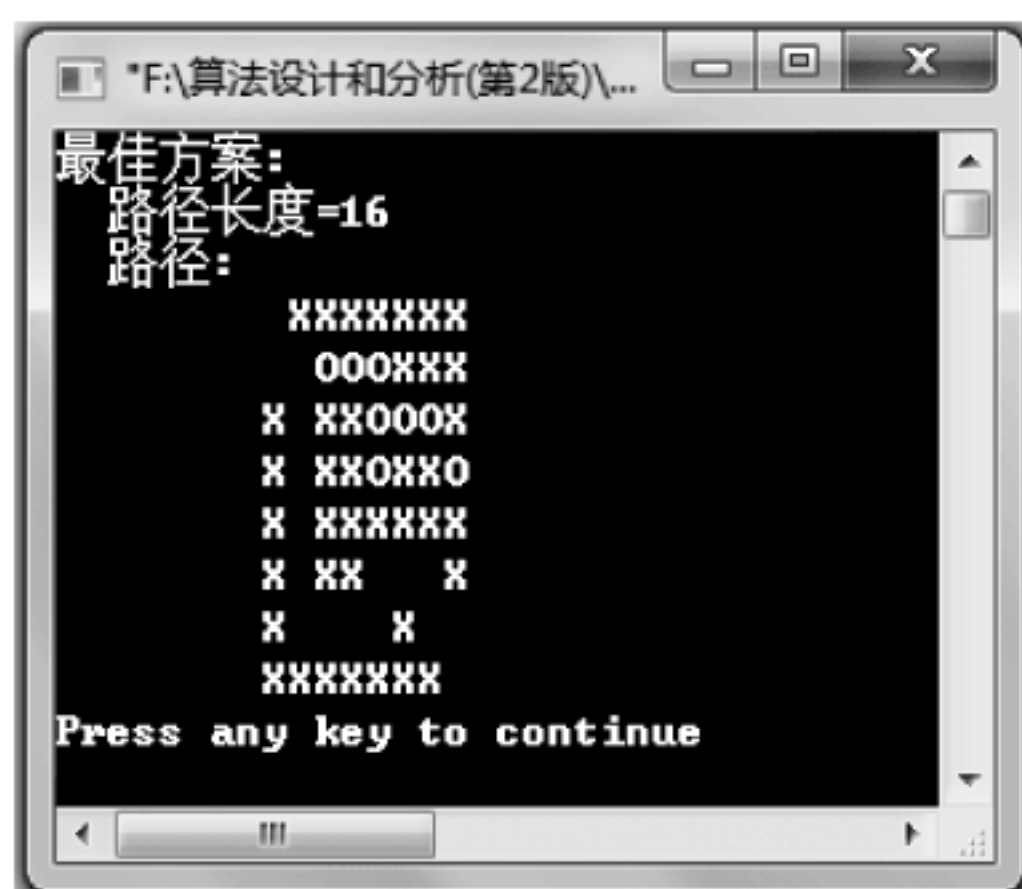 "F:\算法设计和分析(第2版)\...
最佳方案:
  路径长度=16
  路径:
         XXXXXXX
          OOOXXX
        X XXOOOX
        X XXOXXO
        X XXXXXX
        X XX   X
        X    X
        XXXXXXX
Press any key to continue